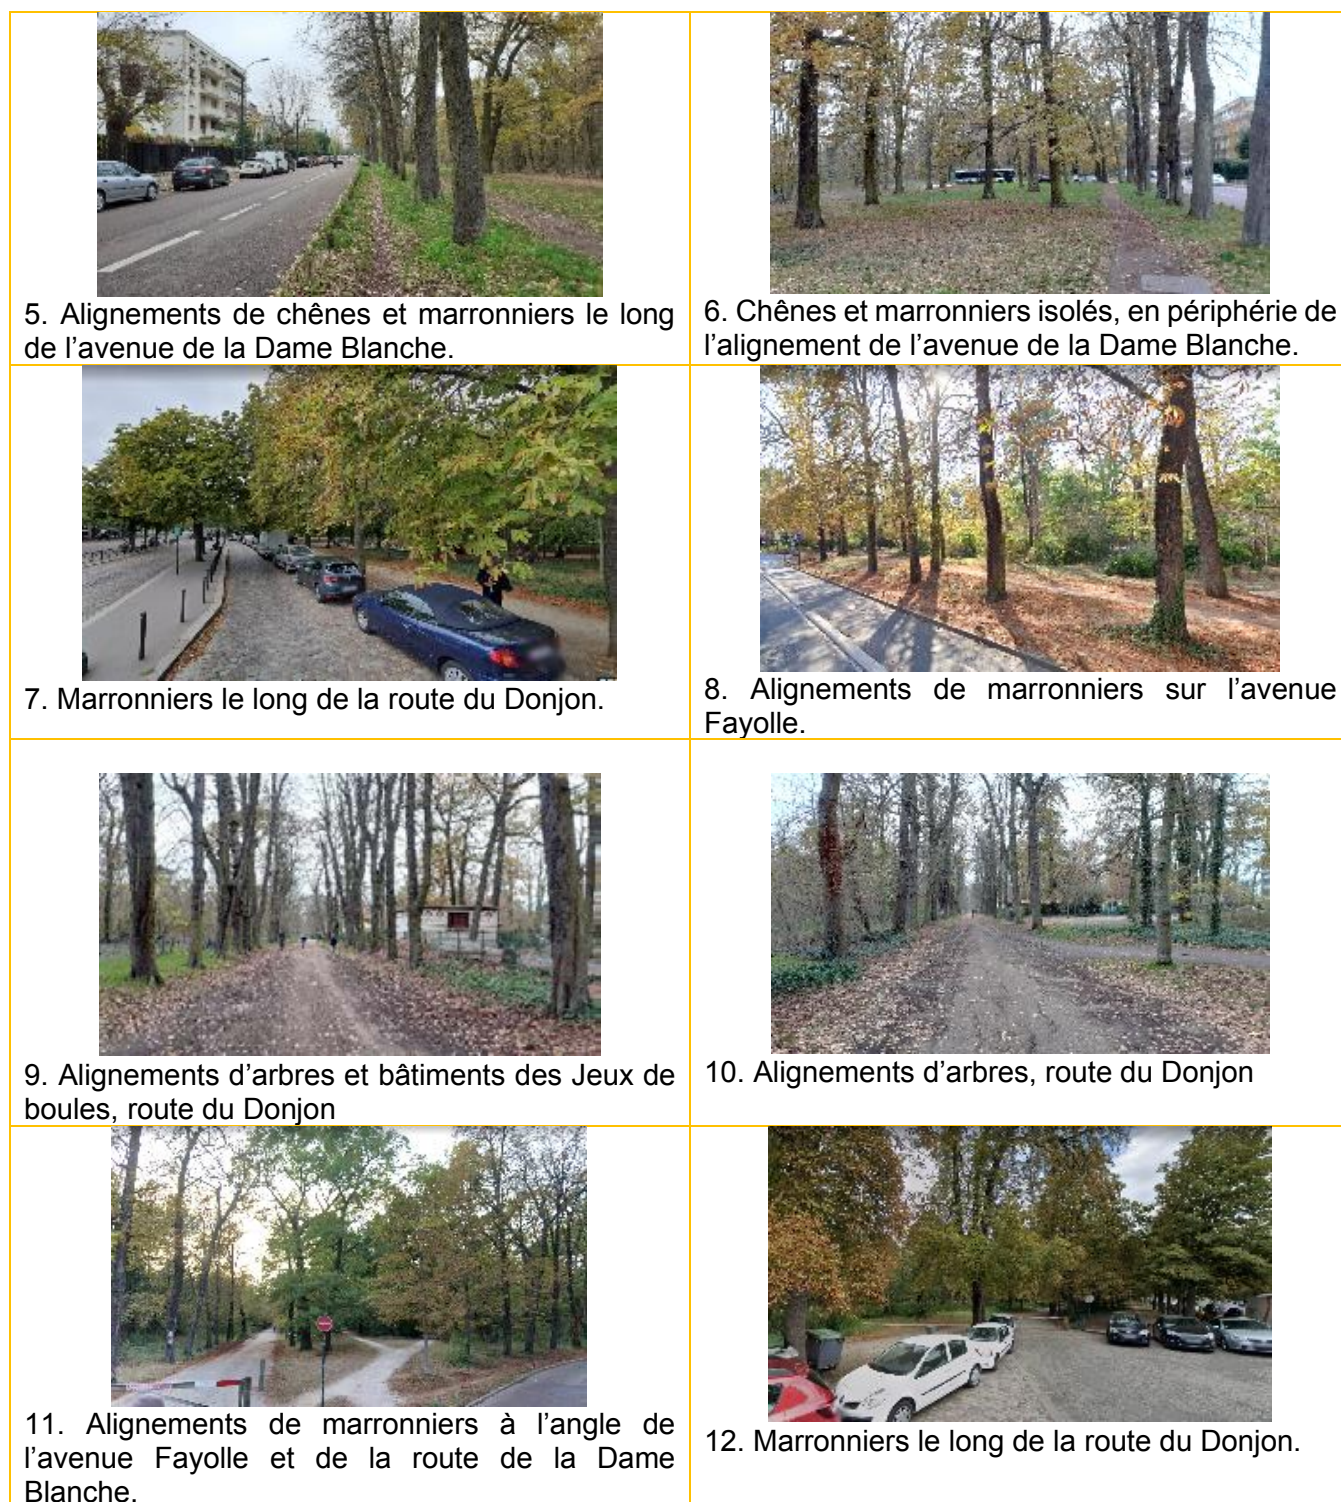 5. Alignements de chênes et marronniers le long
de l’avenue de la Dame Blanche.
6. Chênes et marronniers isolés, en périphérie de
l’alignement de l’avenue de la Dame Blanche.
7. Marronniers le long de la route du Donjon.
8. Alignements de marronniers sur l’avenue
Fayolle.
9. Alignements d’arbres et bâtiments des Jeux de
boules, route du Donjon
10. Alignements d’arbres, route du Donjon
11. Alignements de marronniers à l’angle de
l’avenue Fayolle et de la route de la Dame
Blanche.
12. Marronniers le long de la route du Donjon.